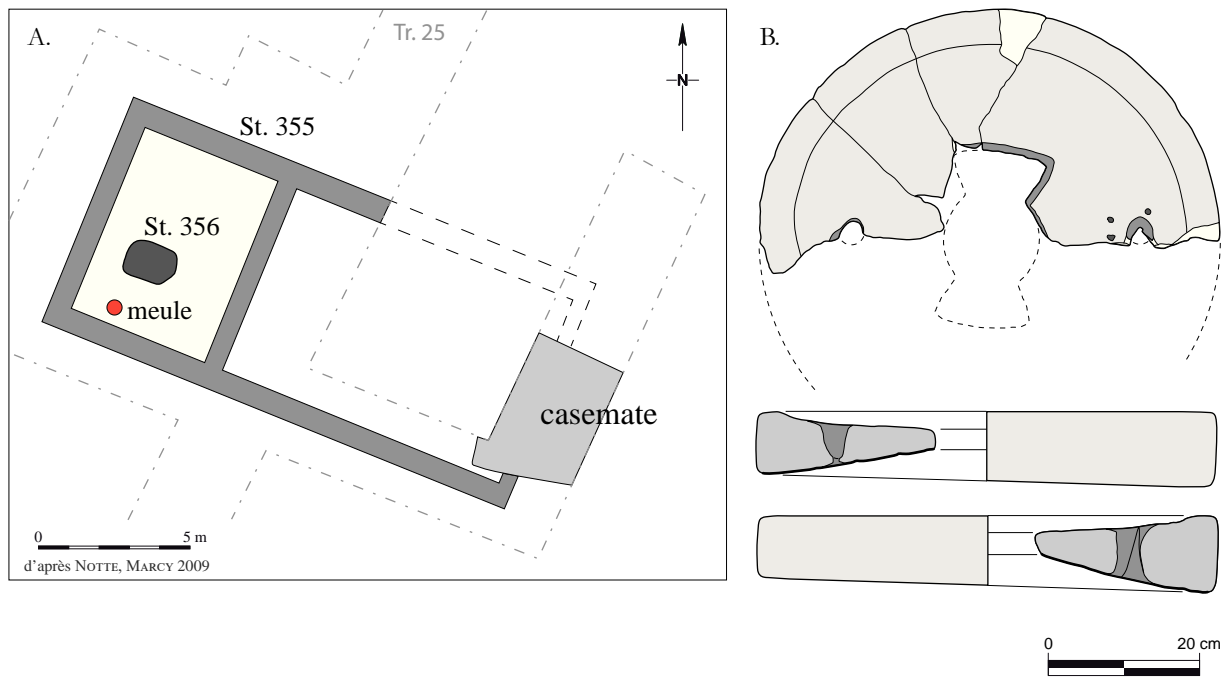 A.
Tr. 25
N
St. 355
St. 356
meule
casemate
0 5 m
d'après NOTTE, MARCY 2009
B.
0 20 cm